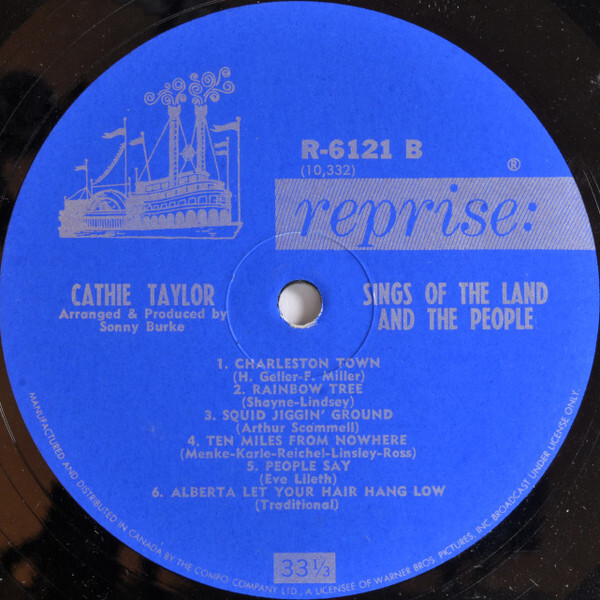 R-6121 B
(10,332)
®
reprise:
CATHIE TAYLOR
Arranged & Produced by
Sonny Burke
SINGS OF THE LAND
AND THE PEOPLE
1. CHARLESTON TOWN
(H. Geller-F. Miller)
2. RAINBOW TREE
(Shayne-Lindsey)
3. SQUID JIGGIN' GROUND
(Arthur Scammell)
4. TEN MILES FROM NOWHERE
(Menke-Karle-Reichel-Linsley-Ross)
5. PEOPLE SAY
(Eva Lileth)
6. ALBERTA LET YOUR HAIR HANG LOW
(Traditional)
MANUFACTURED AND DISTRIBUTED IN CANADA BY THE COMPO COMPANY LTD., A LICENSEE OF WARNER BROS. PICTURES, INC. BROADCAST UNDER LICENSE ONLY.
33 1/3